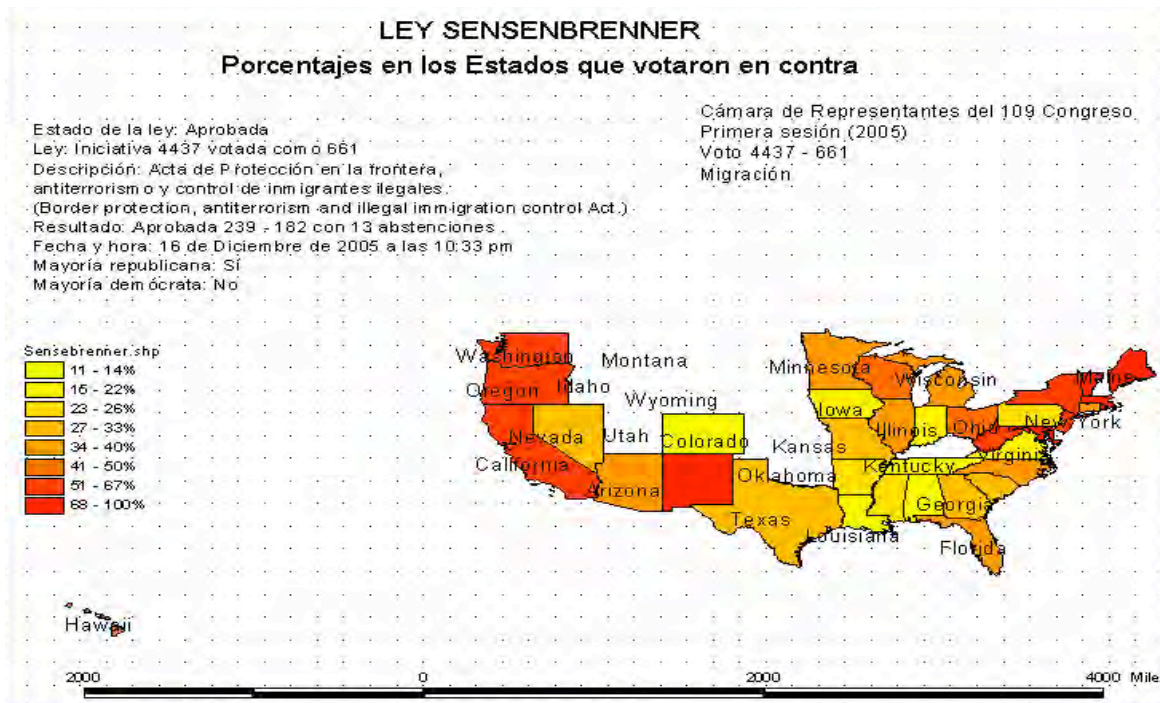 LEY SENSENBRENNER
Porcentajes en los Estados que votaron en contra
Cámara de Representantes del 109 Congreso
Primera sesión (2005)
Voto 4437 - 661
Migración
Estado de la ley: Aprobada
Ley: Iniciativa 4437 votada como 661
Descripción: Acta de Protección en la frontera,
antiterrorismo y control de inmigrantes ilegales.
(Border protection, antiterrorism and illegal immigration control Act.)
Resultado: Aprobada 239 - 182 con 13 abstenciones
Fecha y hora: 16 de Diciembre de 2005 a las 10:33 pm
Mayoría republicana: Sí
Mayoría demócrata: No
Sensebrenner.shp
11 - 14%
15 - 22%
23 - 26%
27 - 33%
34 - 40%
41 - 50%
51 - 67%
68 - 100%
Washington
Montana
Minnesota
Wisconsin
Maine
Oregon
Idaho
Wyoming
Iowa
Illinois
Ohio
New York
Nevada
Utah
Colorado
Kansas
Virginia
California
Kentucky
Arizona
Oklahoma
Georgia
Texas
Louisiana
Florida
Hawaii
2000
0
2000
4000 Mile